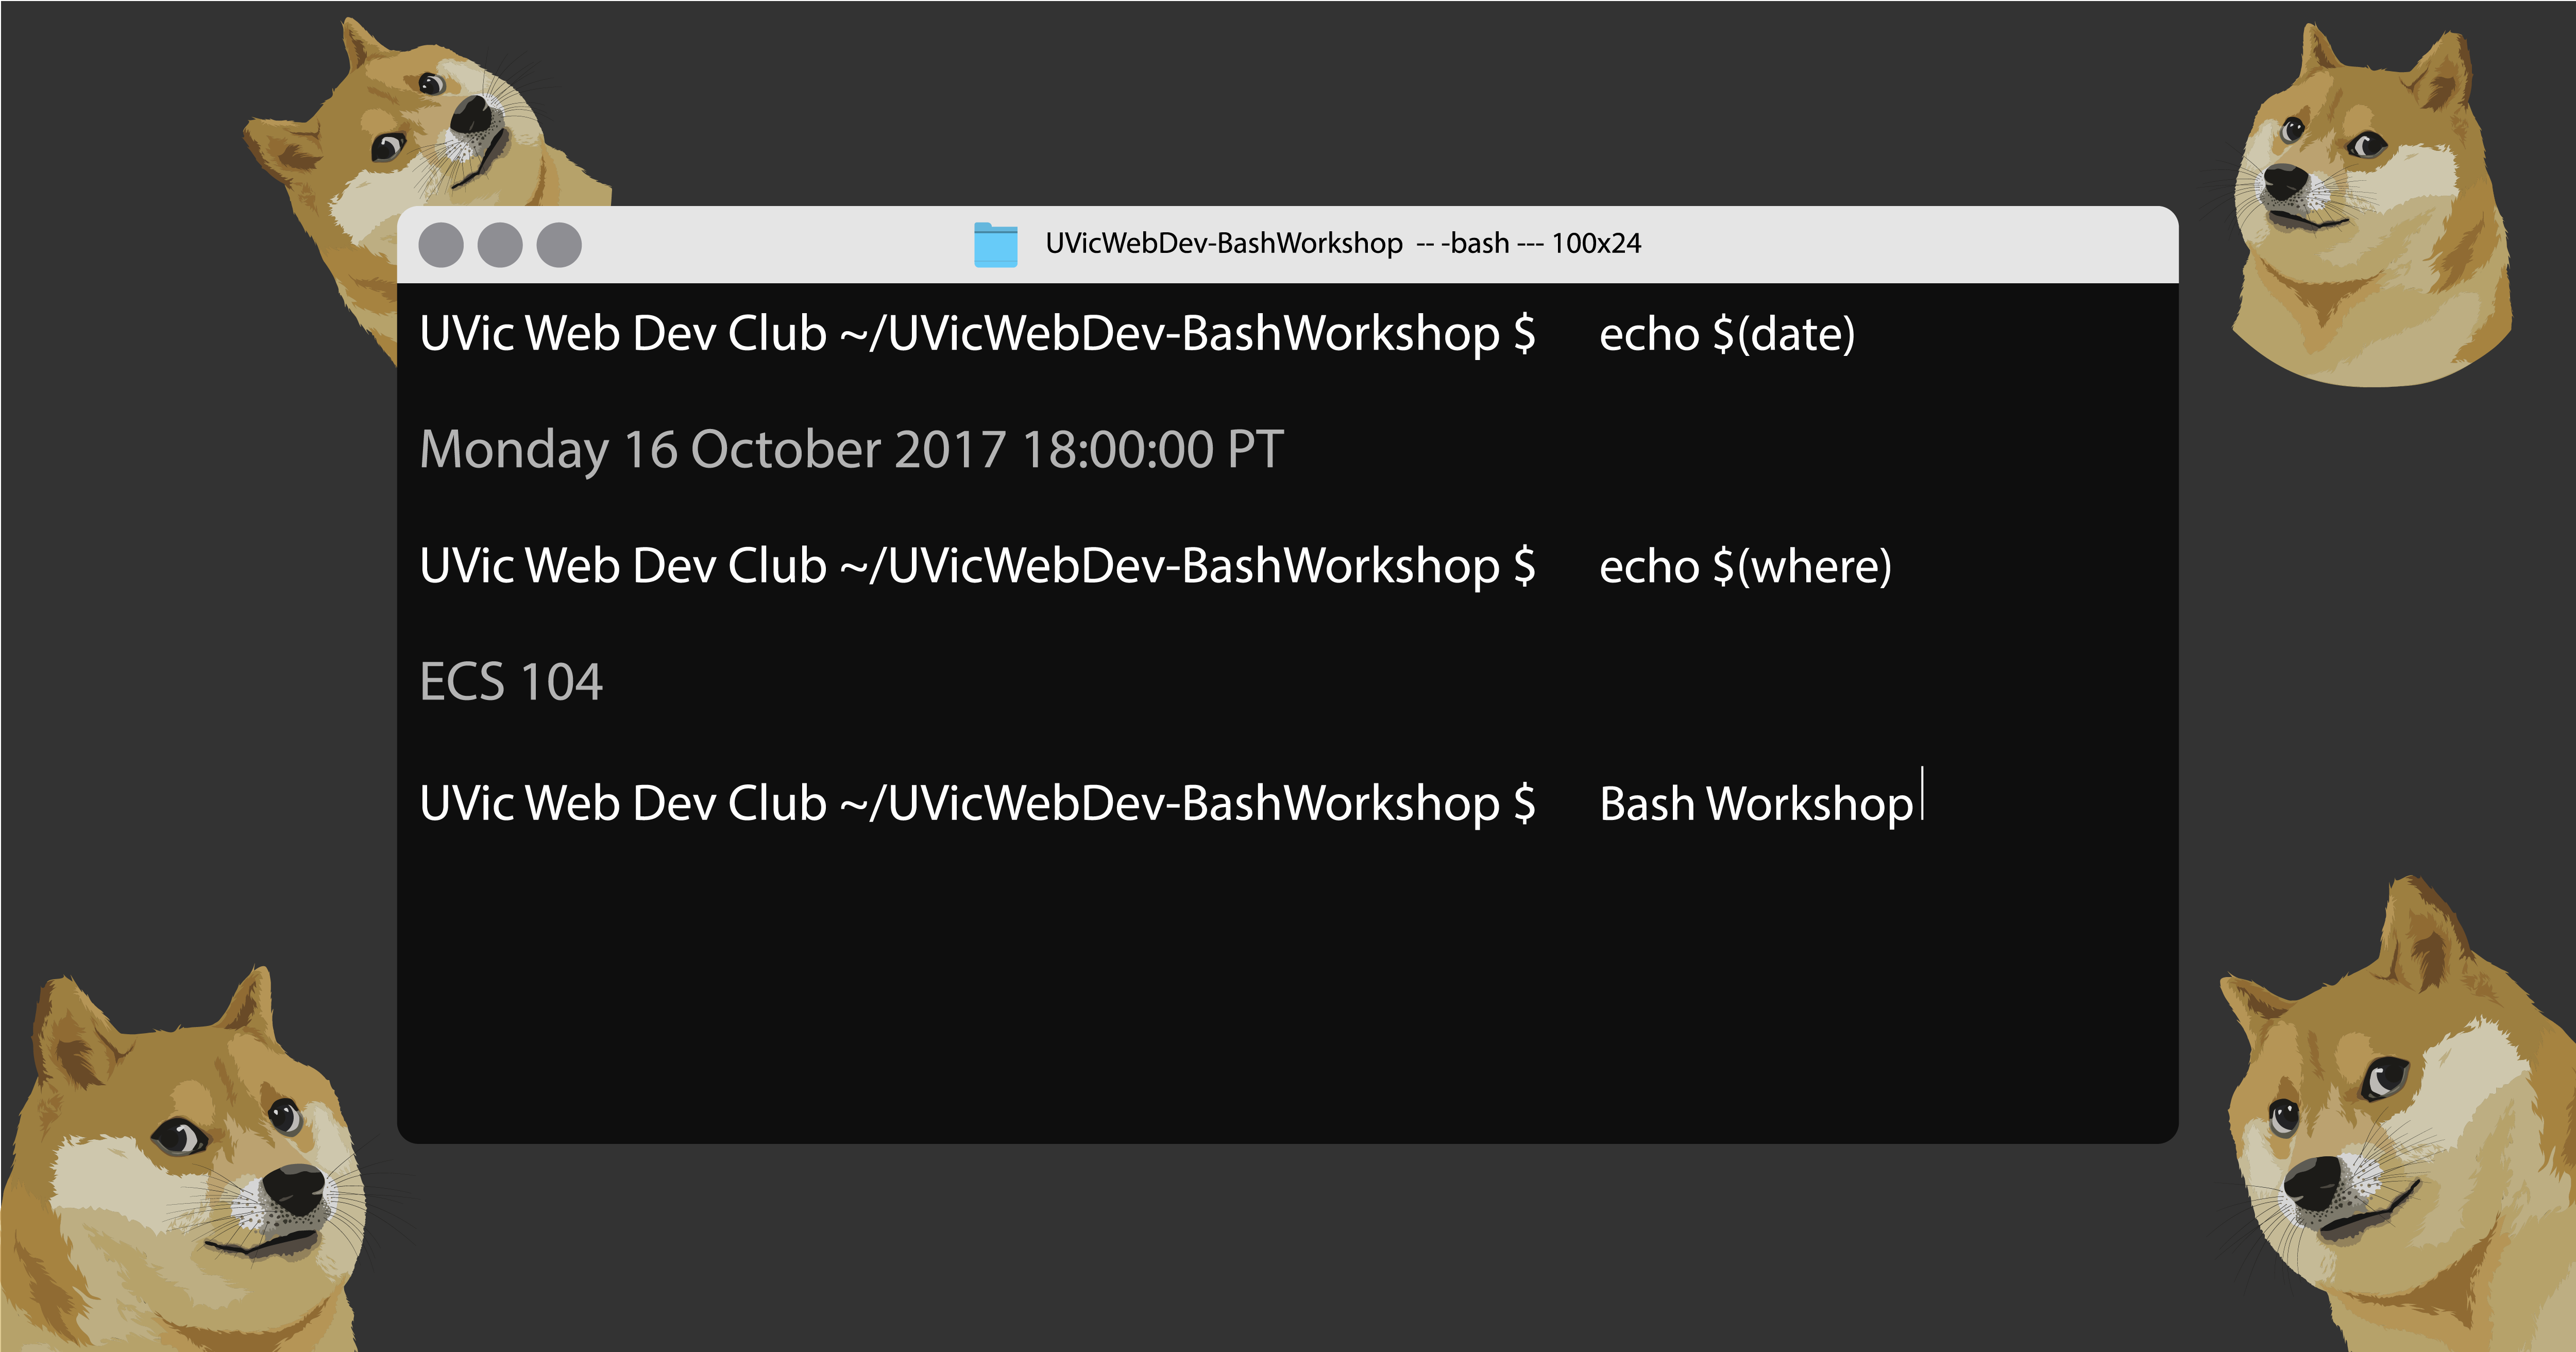 UVicWebDev-BashWorkshop -- -bash --- 100x24
UVic Web Dev Club ~/UVicWebDev-BashWorkshop $ echo $(date)
Monday 16 October 2017 18:00:00 PT
UVic Web Dev Club ~/UVicWebDev-BashWorkshop $ echo $(where)
ECS 104
UVic Web Dev Club ~/UVicWebDev-BashWorkshop $ Bash Workshop